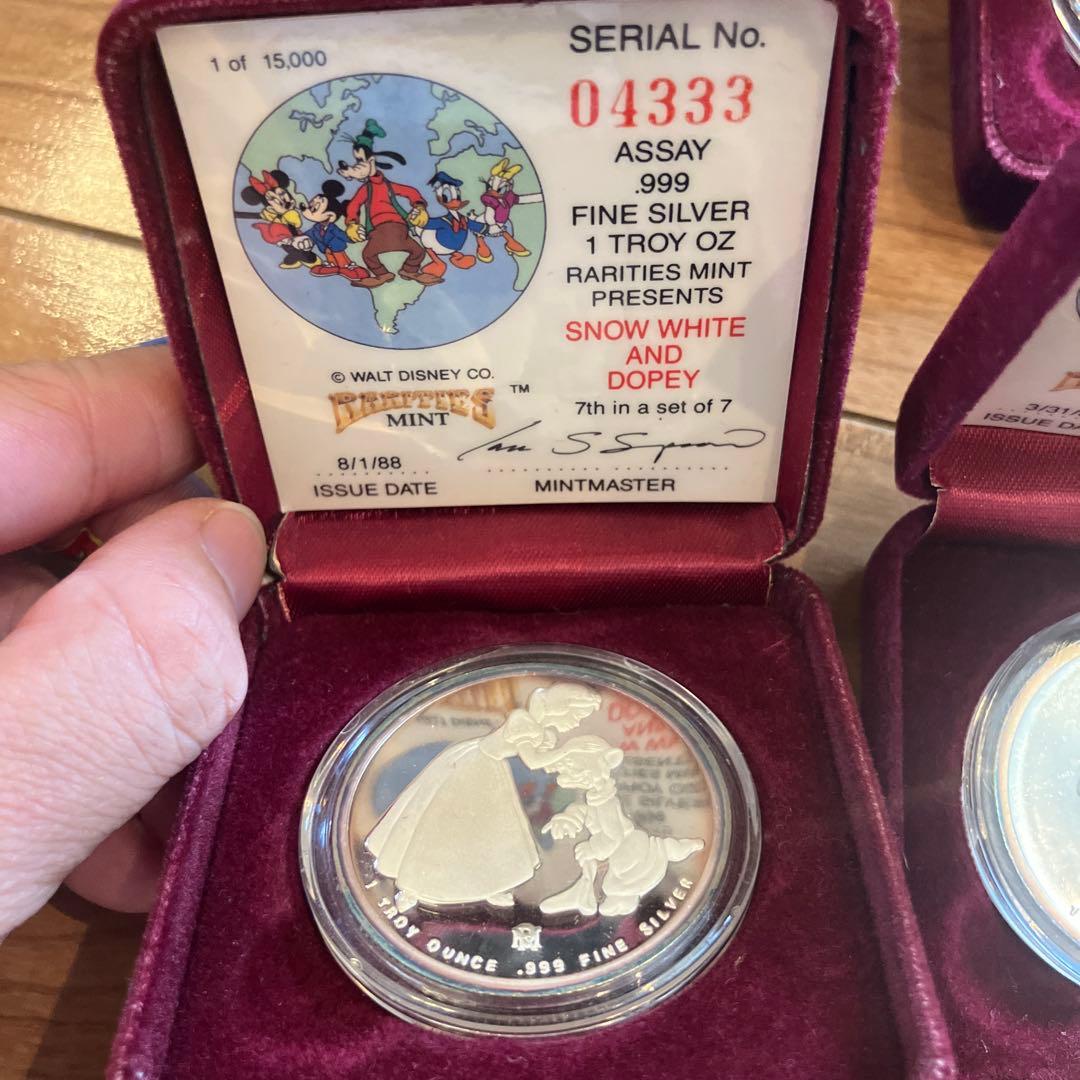 1 of 15,000
SERIAL No.
04333
ASSAY
.999
FINE SILVER
1 TROY OZ
RARITIES MINT
PRESENTS
SNOW WHITE
AND
DOPEY
7th in a set of 7
© WALT DISNEY CO.
RARITIES™
MINT
8/1/88
ISSUE DATE
MINTMASTER
1 TROY OUNCE .999 FINE SILVER
3/31/
ISSUE DA